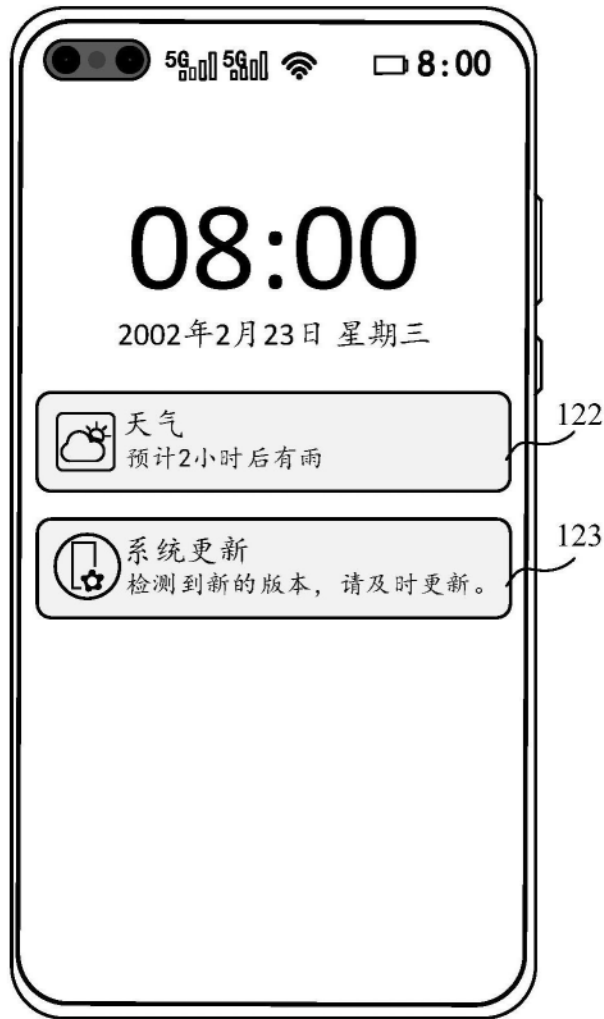 5G 5G 8:00
08:00
2002年2月23日 星期三
天气
预计2小时后有雨
122
系统更新
检测到新的版本，请及时更新。
123